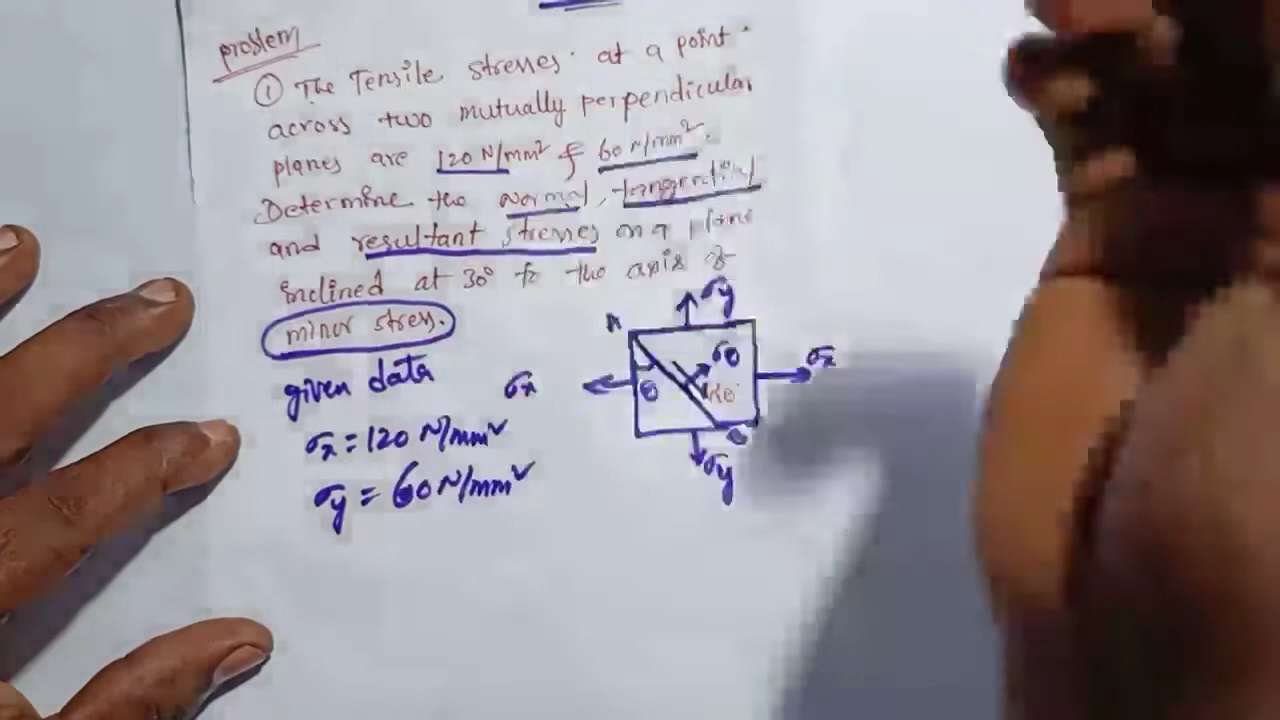 problem
① The Tensile stresses at a point
across two mutually perpendicular
planes are 120 N/mm² & 60 N/mm².
Determine the normal, tangential
and resultant stresses on a plane
inclined at 30° to the axis of
minor stress.
given data
σx = 120 N/mm²
σy = 60 N/mm²
σy
A
σθ
σx
σx
θ
σy